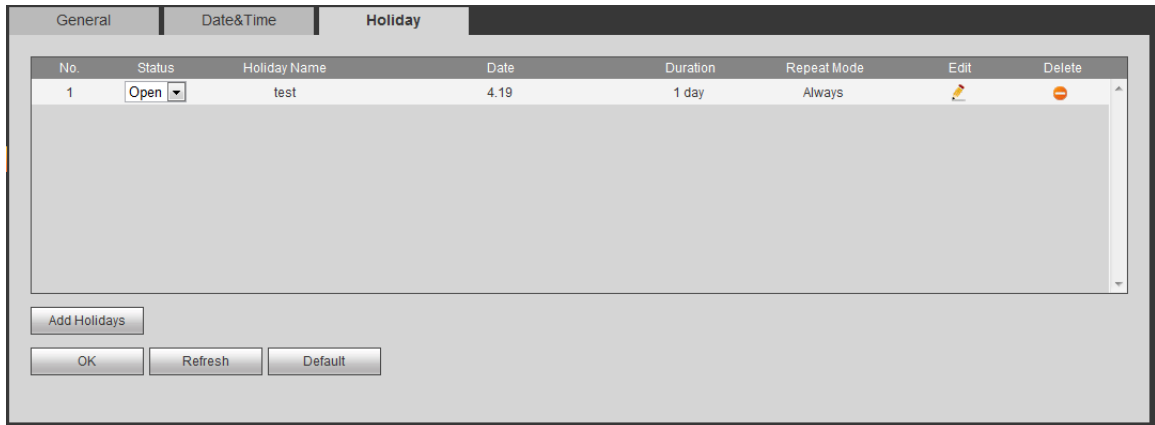 General Date&Time Holiday
No. Status Holiday Name Date Duration Repeat Mode Edit Delete
1 Open test 4.19 1 day Always
Add Holidays
OK Refresh Default